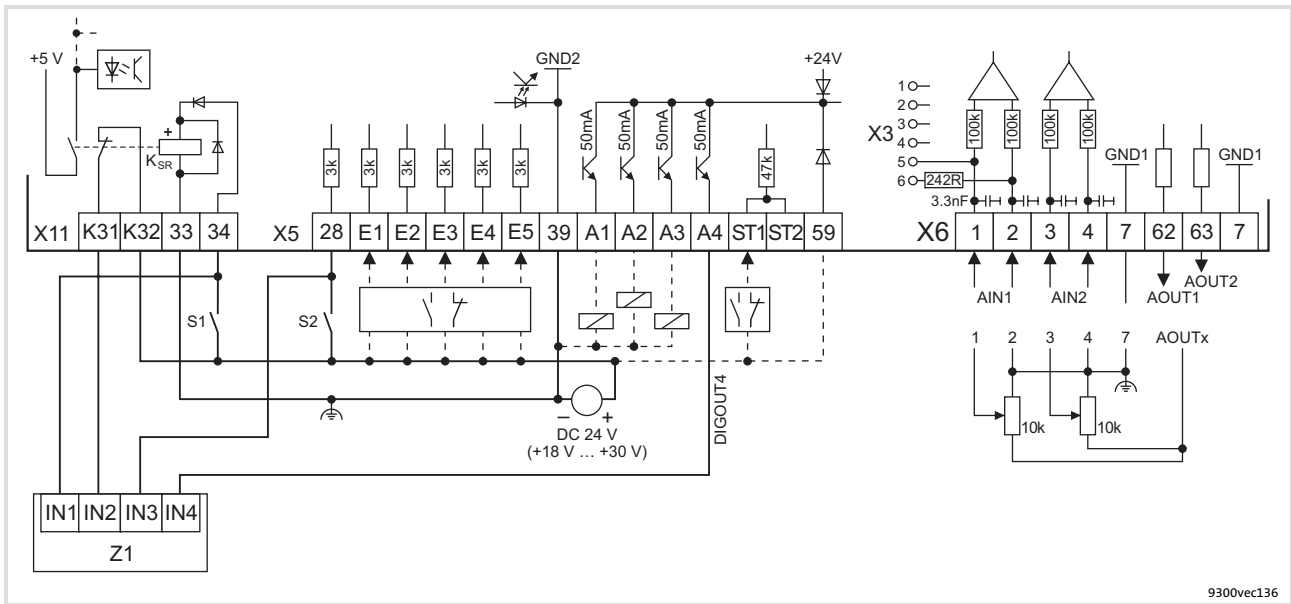 +5 V
GND2
+24V
+
K_SR
3k
3k
3k
3k
3k
3k
50mA
50mA
50mA
50mA
47k
X3
1
2
3
4
5
6
242R
3.3nF
100k
100k
100k
100k
GND1
GND1
X11 K31 K32 33 34
X5 28 E1 E2 E3 E4 E5 39 A1 A2 A3 A4 ST1 ST2 59
X6 1 2 3 4 7 62 63 7
AIN1
AIN2
AOUT1
AOUT2
S1
S2
1 2 3 4 7 AOUTx
10k
10k
DIGOUT4
– +
DC 24 V
(+18 V ... +30 V)
IN1 IN2 IN3 IN4
Z1
9300vec136